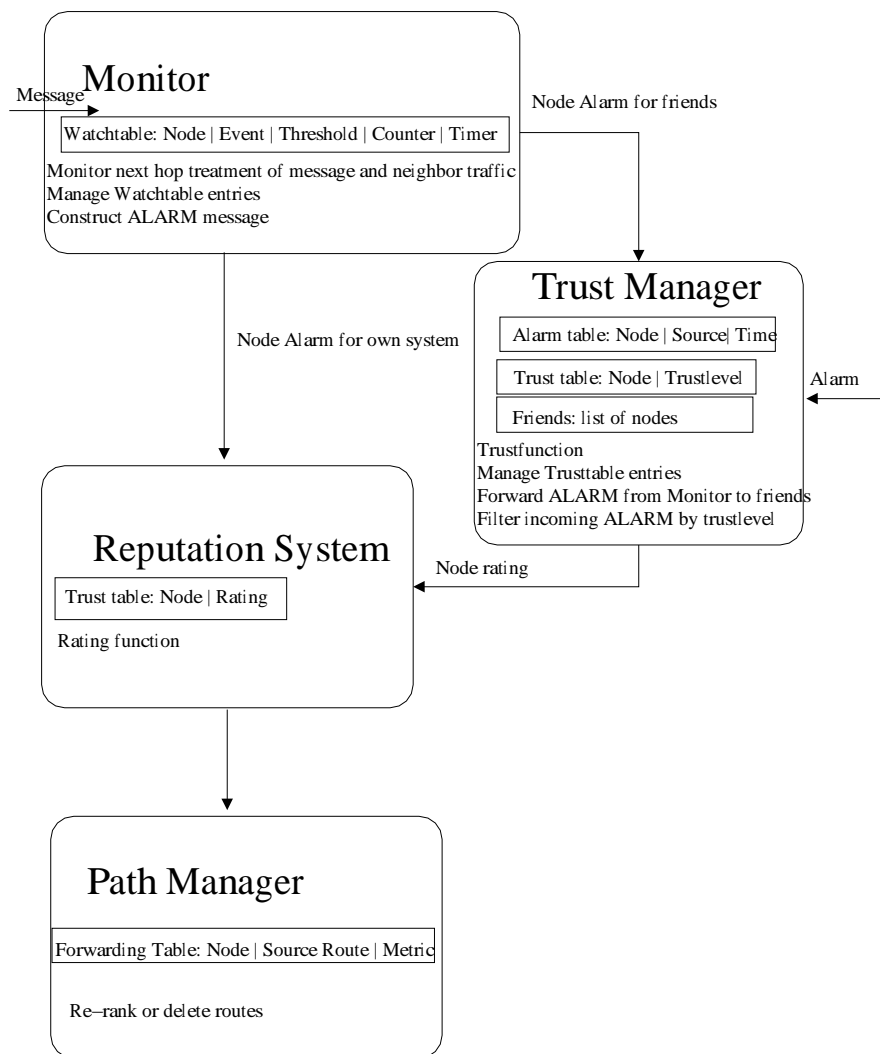 Monitor
Message
Node Alarm for friends
Watchtable: Node | Event | Threshold | Counter | Timer
Monitor next hop treatment of message and neighbor traffic
Manage Watchtable entries
Construct ALARM message
Trust Manager
Node Alarm for own system
Alarm table: Node | Source| Time
Trust table: Node | Trustlevel
Alarm
Friends: list of nodes
Trustfunction
Manage Trusttable entries
Forward ALARM from Monitor to friends
Filter incoming ALARM by trustlevel
Reputation System
Node rating
Trust table: Node | Rating
Rating function
Path Manager
Forwarding Table: Node | Source Route | Metric
Re−rank or delete routes